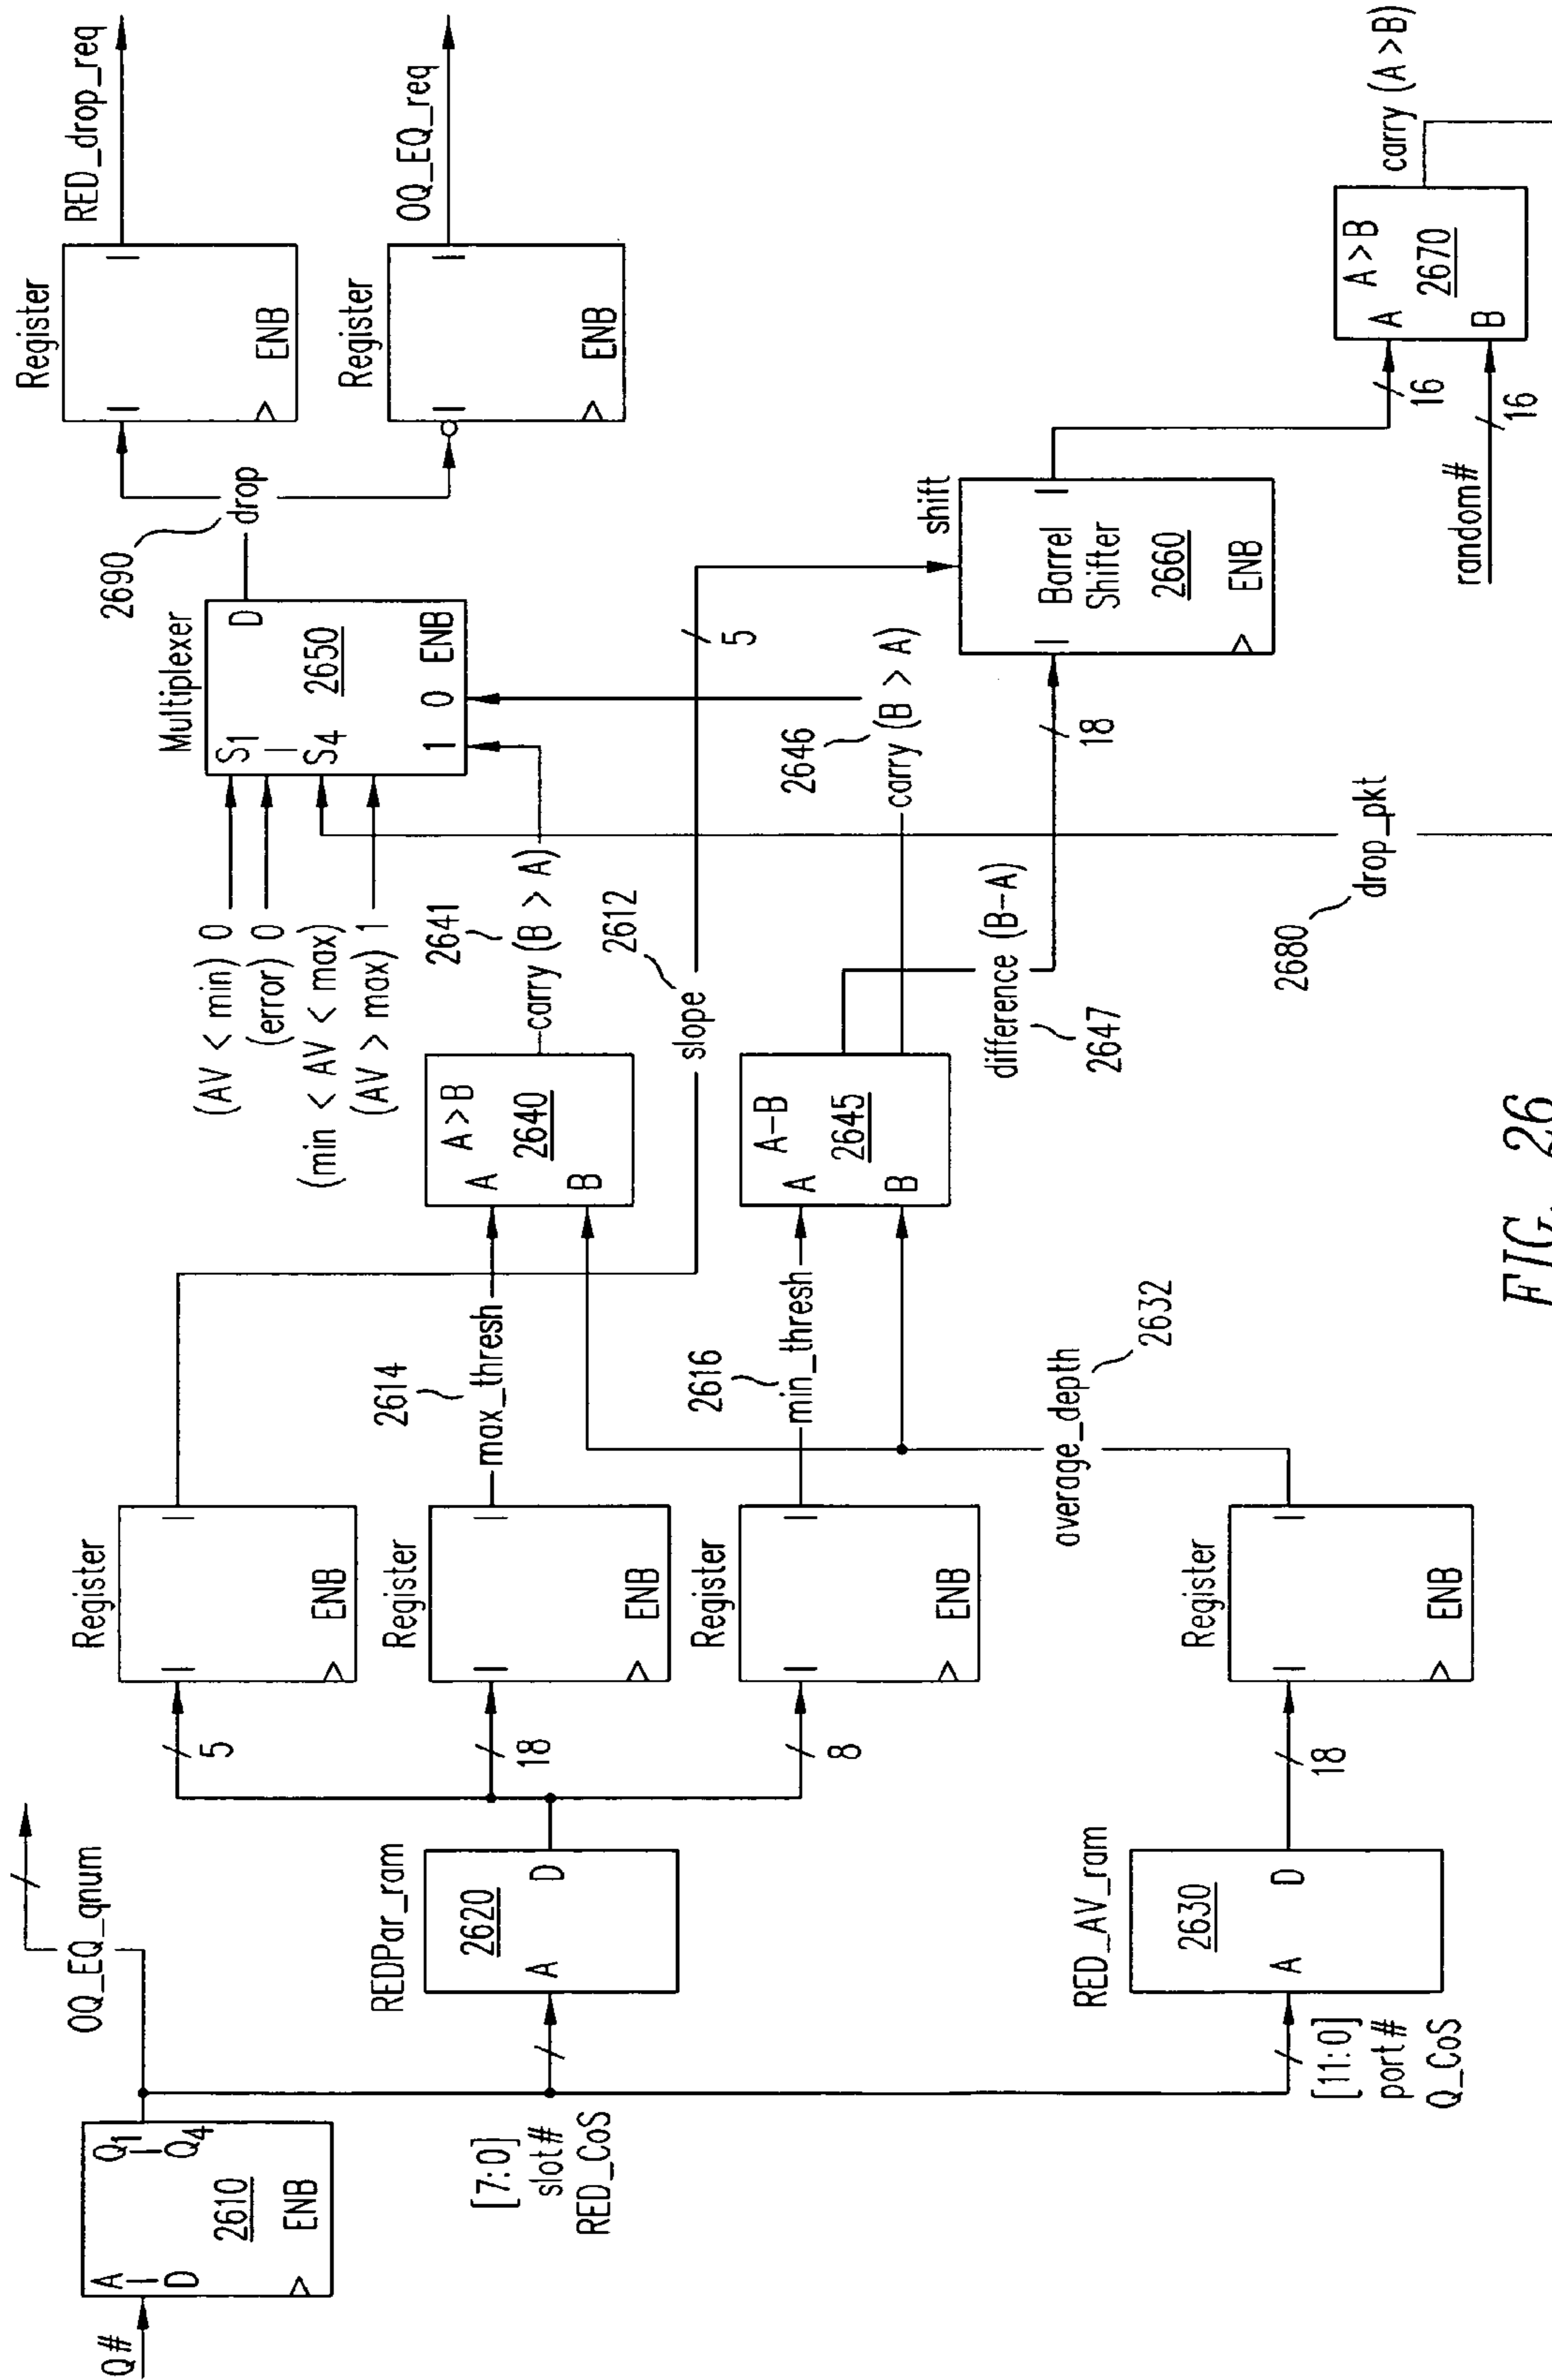 Q#
A
D
Q1
Q4
2610
ENB
OQ_EQ_qnum
[7:0]
slot#
RED_CoS
REDPar_ram
2620
A
D
[11:0]
port#
Q_CoS
RED_AV_ram
2630
A
D
5
18
8
18
Register
ENB
Register
ENB
Register
ENB
Register
ENB
2614
max_thresh
2616
min_thresh
average_depth
2632
A
A>B
2640
B
A
A-B
2645
B
carry (B > A)
2641
slope
2612
difference (B-A)
2647
carry (B > A)
2646
(AV < min) 0
(error) 0
(min < AV < max)
(AV > max) 1
Multiplexer
S1
S4
D
2650
1
0
ENB
2690
drop
5
18
2680
drop_pkt
shift
Barrel
Shifter
2660
ENB
Register
ENB
RED_drop_req
Register
ENB
OQ_EQ_req
16
random#
16
A
A>B
2670
B
carry (A>B)
FIG. 26